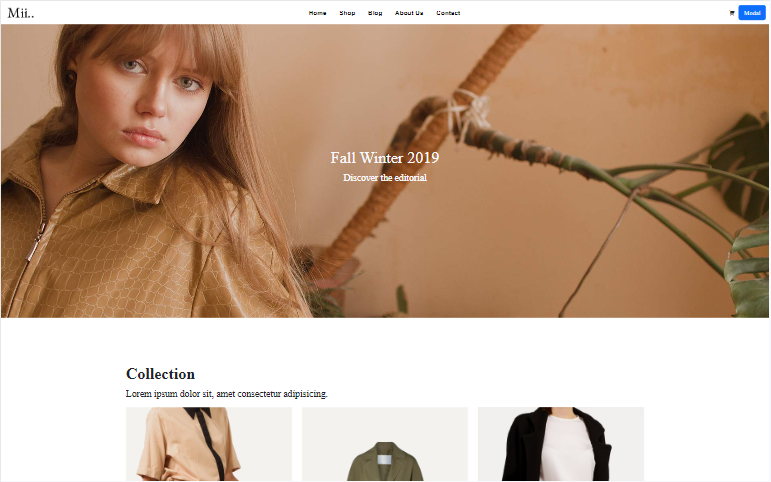 Mii..
Home Shop Blog About Us Contact
Modal
Fall Winter 2019
Discover the editorial
Collection
Lorem ipsum dolor sit, amet consectetur adipisicing.